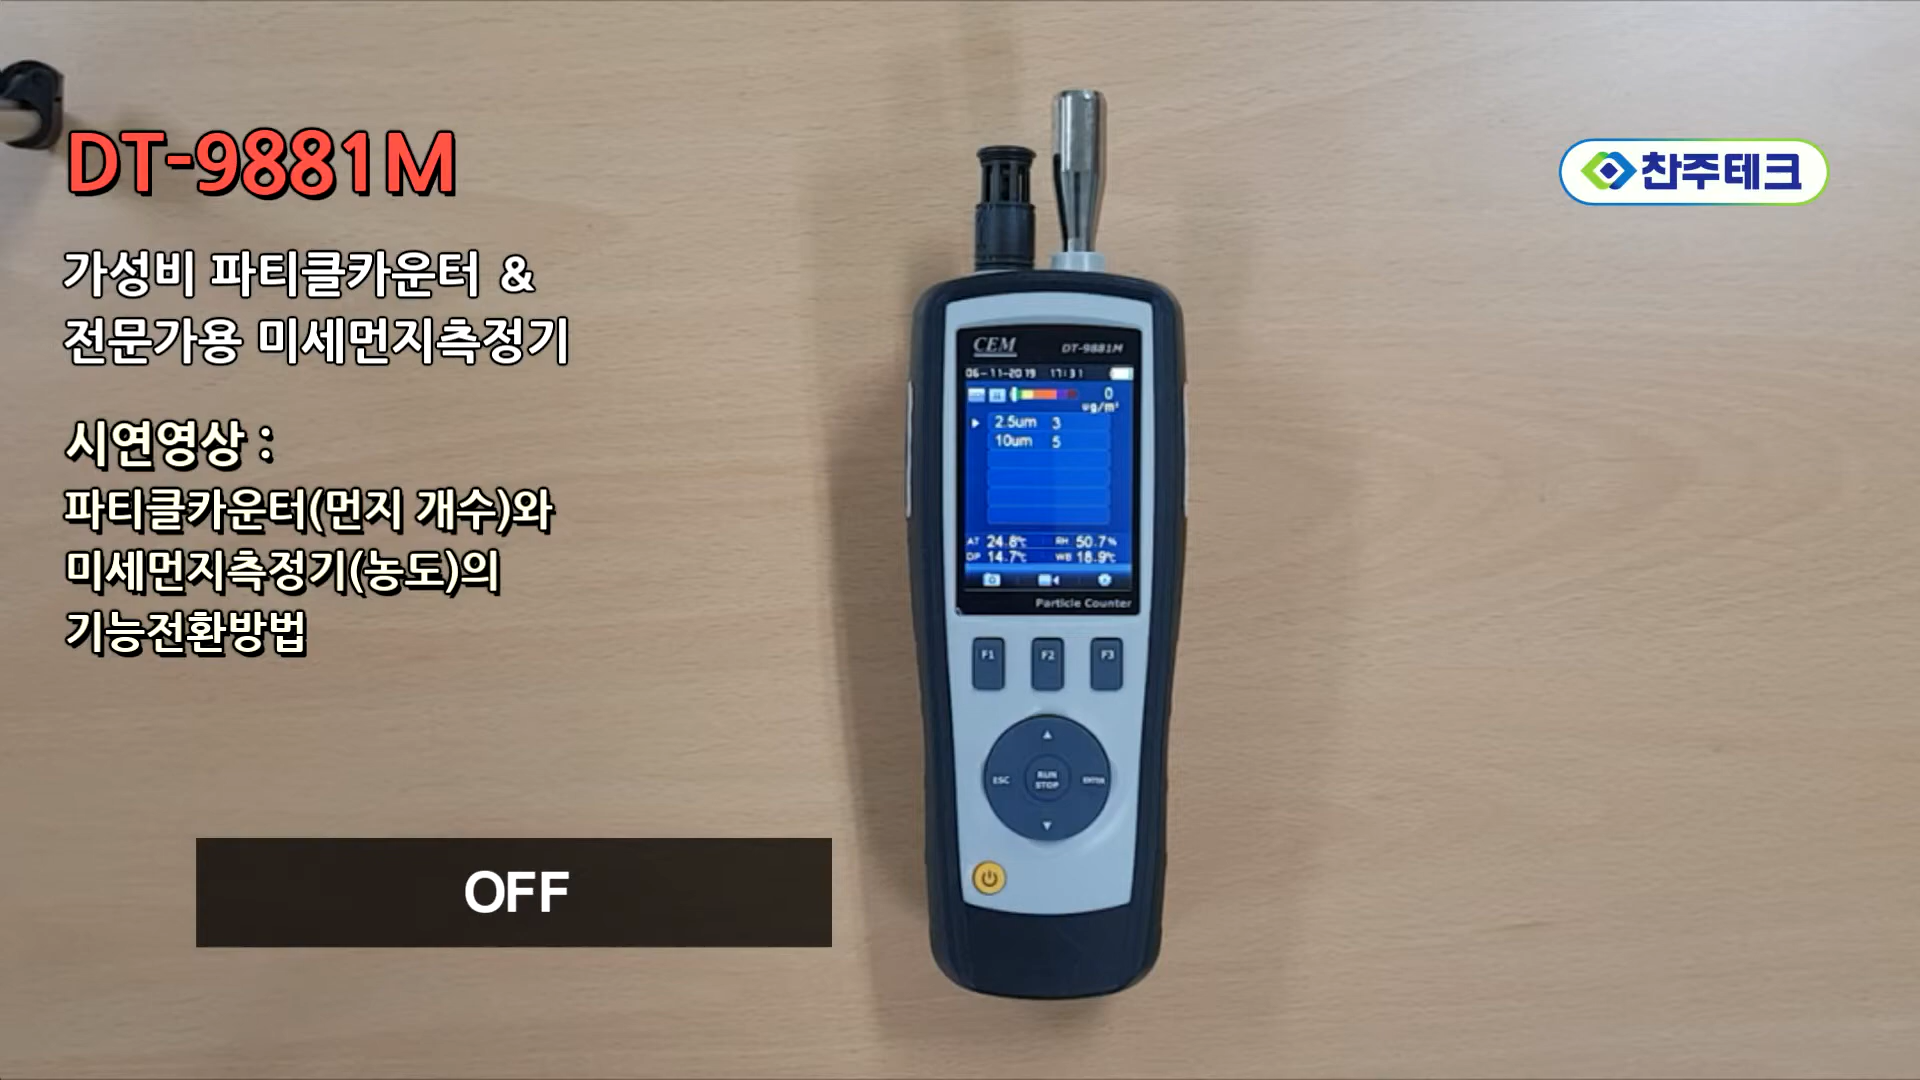 DT-9881M
찬주테크
가성비 파티클카운터 &
전문가용 미세먼지측정기
시연영상 :
파티클카운터(먼지 개수)와
미세먼지측정기(농도)의
기능전환방법
OFF
CEM DT-9881M
06-11-2019 17:31
0
ug/m³
2.5um 3
10um 5
AT 24.8℃ RH 50.7%
DP 14.7℃ WB 18.9℃
Particle Counter
F1 F2 F3
ESC RUN STOP ENTER